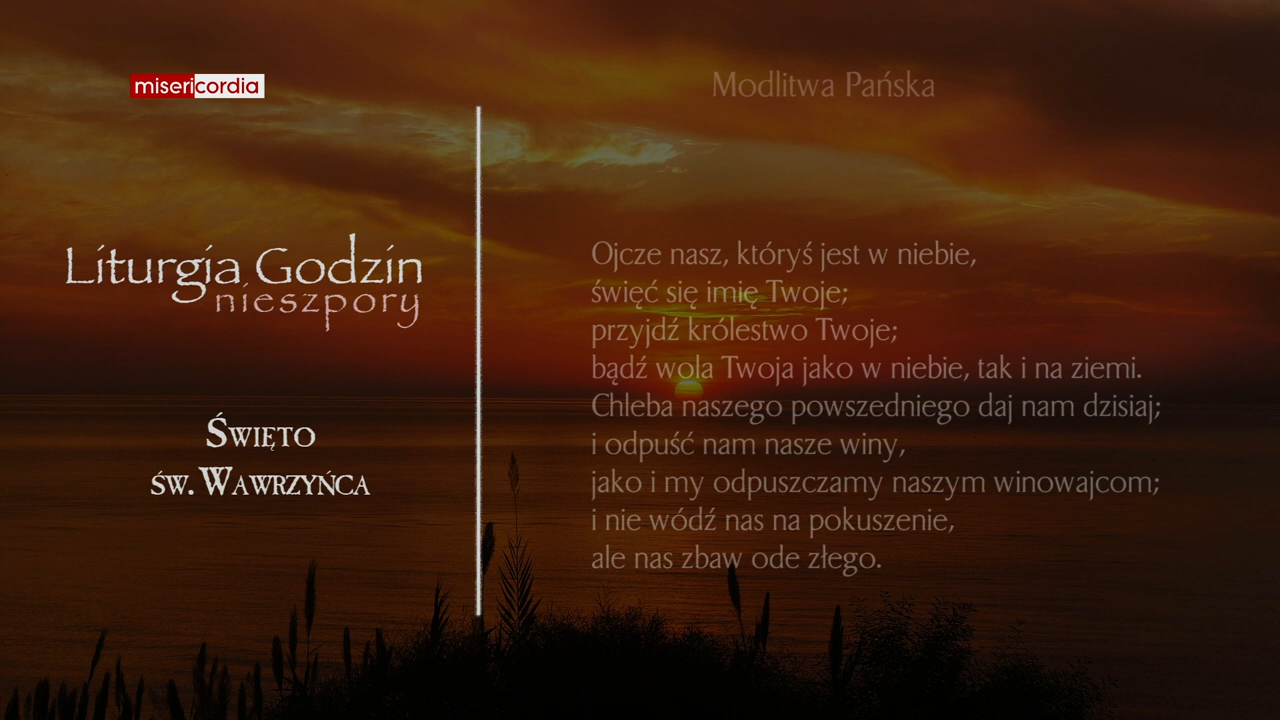 misericordia
Liturgia Godzin
nieszpory
Święto
św. Wawrzyńca
Modlitwa Pańska
Ojcze nasz, któryś jest w niebie,
święć się imię Twoje;
przyjdź królestwo Twoje;
bądź wola Twoja jako w niebie, tak i na ziemi.
Chleba naszego powszedniego daj nam dzisiaj;
i odpuść nam nasze winy,
jako i my odpuszczamy naszym winowajcom;
i nie wódź nas na pokuszenie,
ale nas zbaw ode złego.